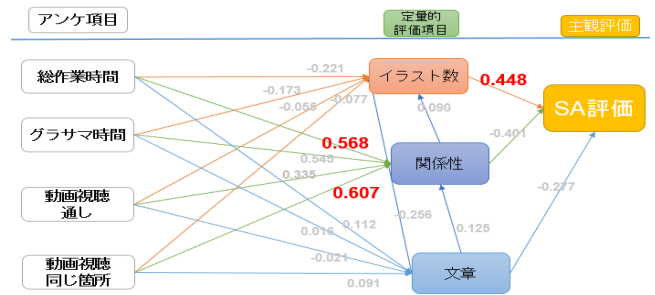 アンケ項目
定量的
評価項目
主観評価
総作業時間
イラスト数
SA評価
グラサマ時間
関係性
動画視聴
通し
動画視聴
同じ箇所
文章
-0.221
-0.173
-0.055
-0.077
0.448
0.090
0.568
0.545
0.335
0.607
-0.401
-0.277
0.112
-0.256
0.016
0.125
-0.021
0.091